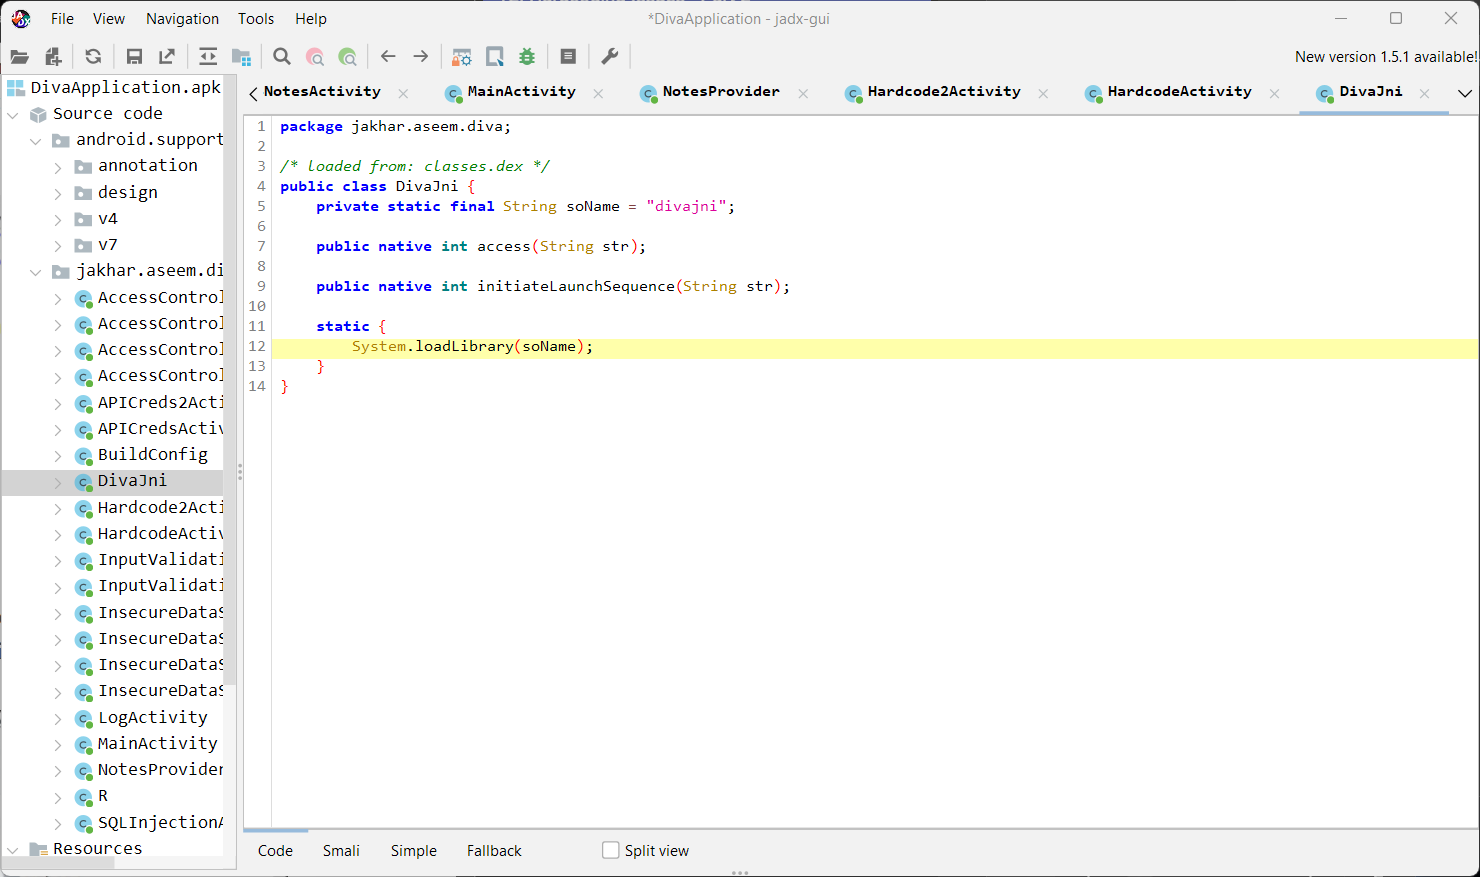 File View Navigation Tools Help *DivaApplication - jadx-gui
New version 1.5.1 available!
DivaApplication.apk
Source code
android.support
annotation
design
v4
v7
jakhar.aseem.di
AccessControl
AccessControl
AccessControl
AccessControl
APICreds2Acti
APICredsActiv
BuildConfig
DivaJni
Hardcode2Acti
HardcodeActiv
InputValidati
InputValidati
InsecureDataS
InsecureDataS
InsecureDataS
InsecureDataS
LogActivity
MainActivity
NotesProvider
R
SQLInjectionA
Resources
NotesActivity MainActivity NotesProvider Hardcode2Activity HardcodeActivity DivaJni
1 package jakhar.aseem.diva;
2
3 /* loaded from: classes.dex */
4 public class DivaJni {
5 private static final String soName = "divajni";
6
7 public native int access(String str);
8
9 public native int initiateLaunchSequence(String str);
10
11 static {
12 System.loadLibrary(soName);
13 }
14 }
Code Smali Simple Fallback Split view